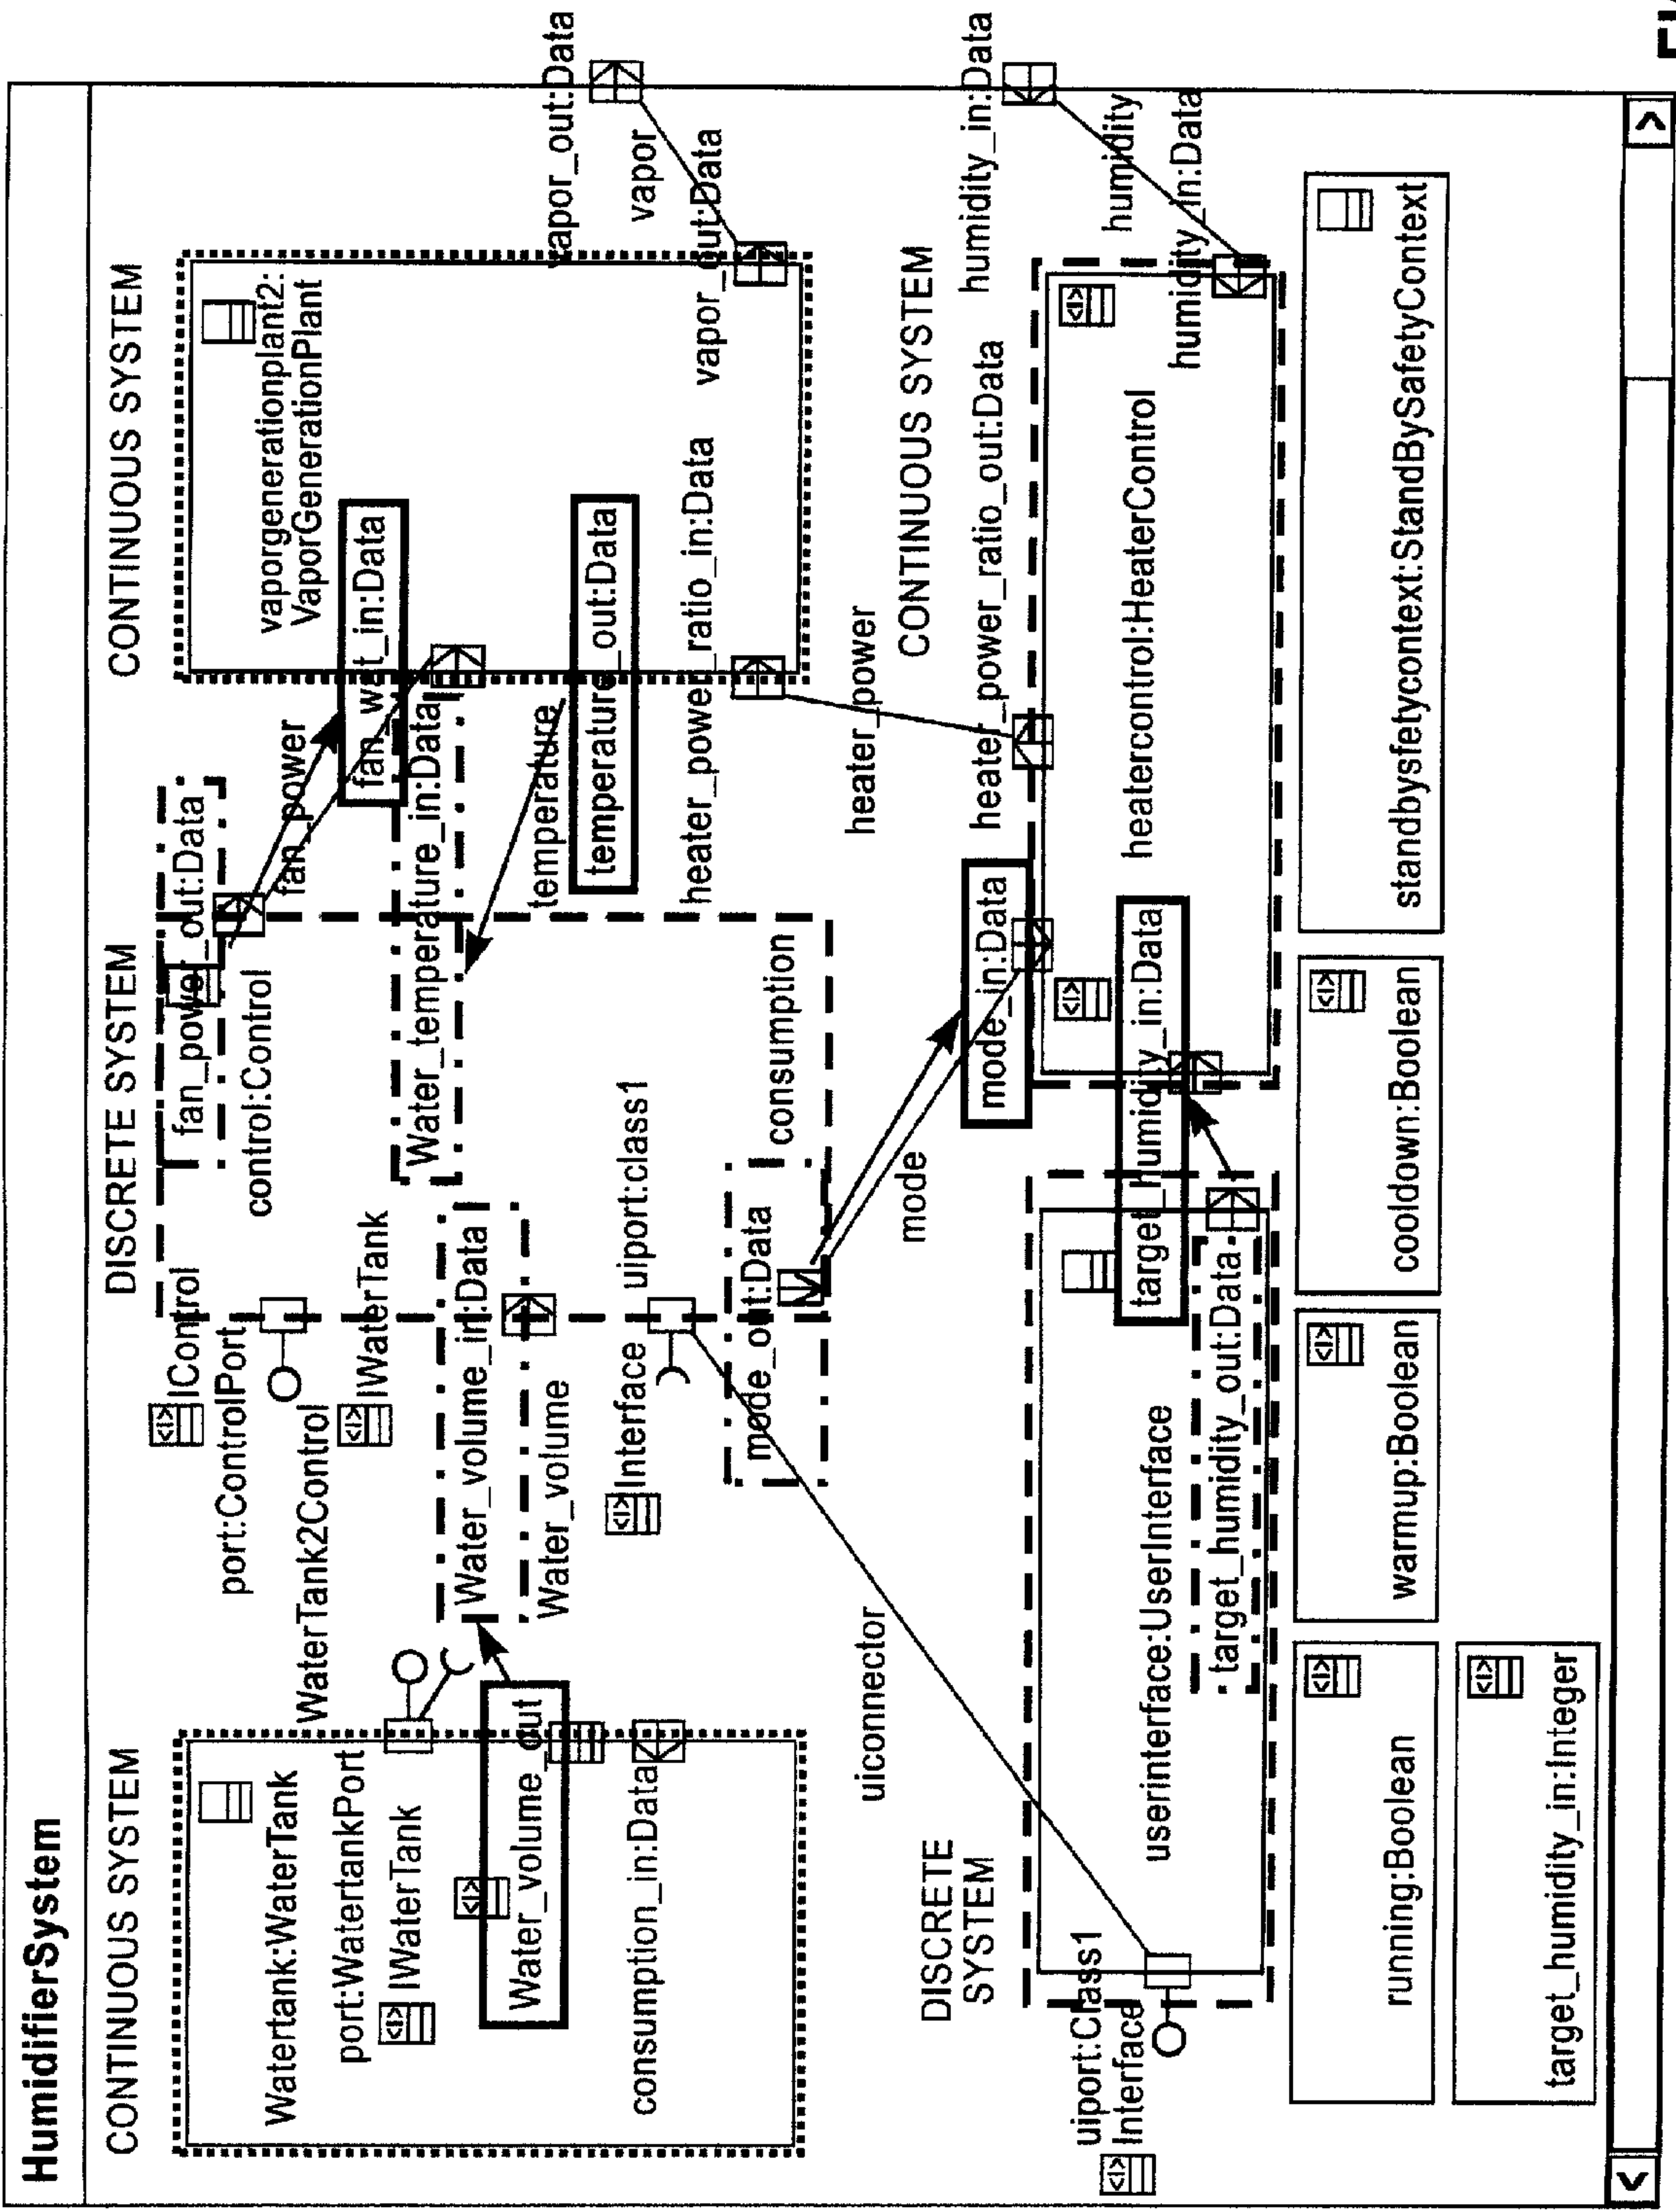 HumidifierSystem
CONTINUOUS SYSTEM
Watertank:WaterTank
port:WatertankPort
IWaterTank
Water_volume_out
consumption_in:Data
DISCRETE SYSTEM
IControl
port:ControlPort
WaterTank2Control
IWaterTank
Water_volume_in:Data
Water_volume
Interface
uiport:class1
mode_out:Data
consumption
fan_power_out:Data
control:Control
Water_temperature_in:Data
fan_power
temperature
CONTINUOUS SYSTEM
vaporgenerationplant2:
VaporGenerationPlant
fan_wat_in:Data
temperature_out:Data
heater_power_ratio_in:Data
vapor_out:Data
vapor
vapor_out:Data
uiconnector
mode
heater_power
DISCRETE
SYSTEM
uiport:Class1
Interface
userinterface:UserInterface
target_humidity_out:Data
CONTINUOUS SYSTEM
mode_in:Data
heater_power_ratio_out:Data
target_humidity_in:Data
heatercontrol:HeaterControl
humidity_in:Data
humidity
humidity_in:Data
running:Boolean
warmup:Boolean
cooldown:Boolean
standbysfetycontext:StandBySafetyContext
target_humidity_in:Integer